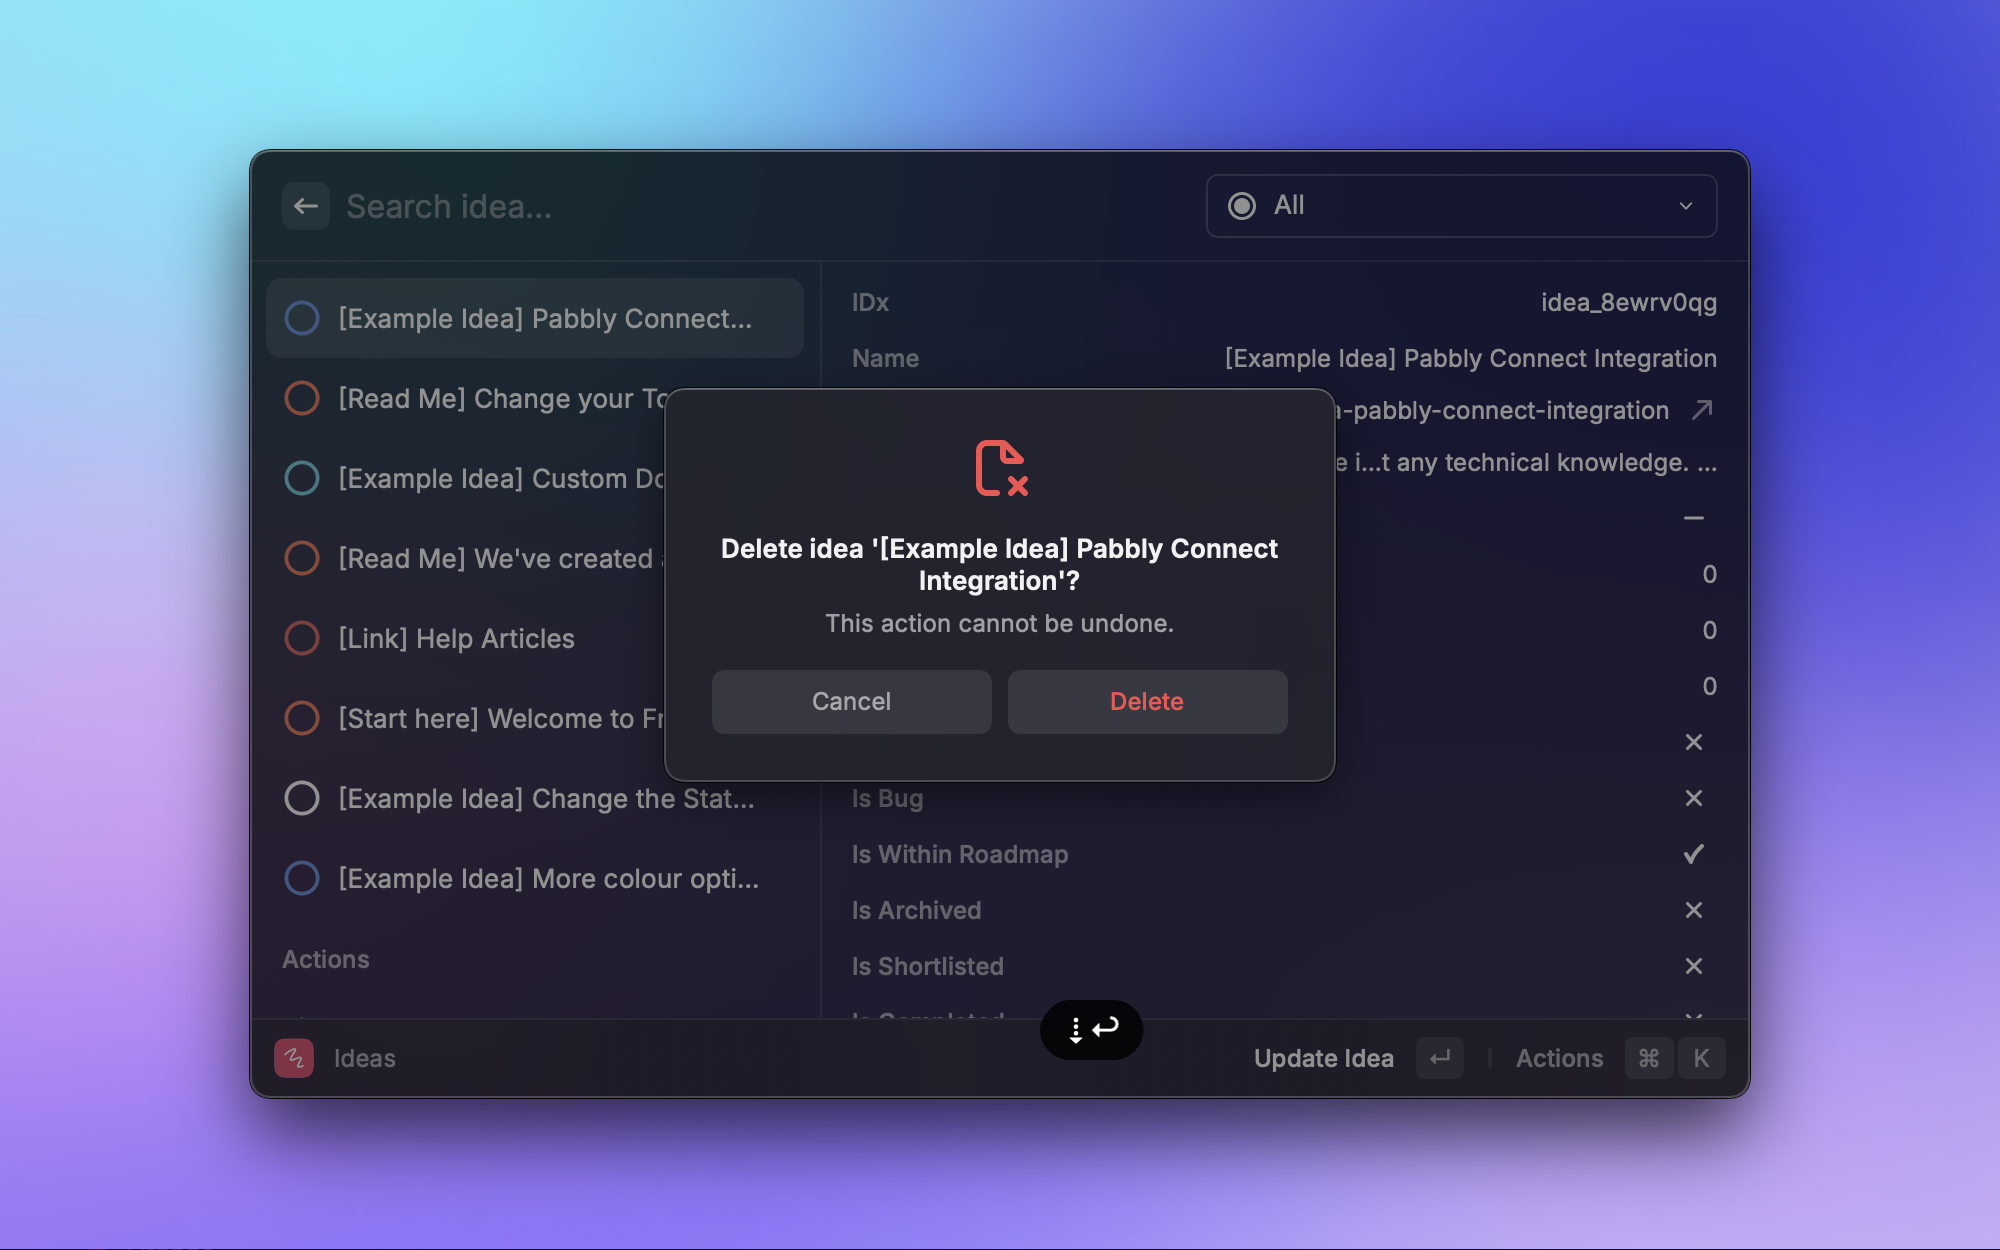 Search idea...
All
[Example Idea] Pabbly Connect...
[Read Me] Change your
[Example Idea] Custom
[Read Me] We've created
[Link] Help Articles
[Start here] Welcome to
[Example Idea] Change the Stat...
[Example Idea] More colour opti...
Actions
IDx
idea_8ewrv0qg
Name
[Example Idea] Pabbly Connect Integration
-pabbly-connect-integration
i...t any technical knowledge. ...
–
0
0
0
Is Bug
Is Within Roadmap
Is Archived
Is Shortlisted
Delete idea '[Example Idea] Pabbly Connect
Integration'?
This action cannot be undone.
Cancel
Delete
Ideas
Update Idea
Actions
⌘ K